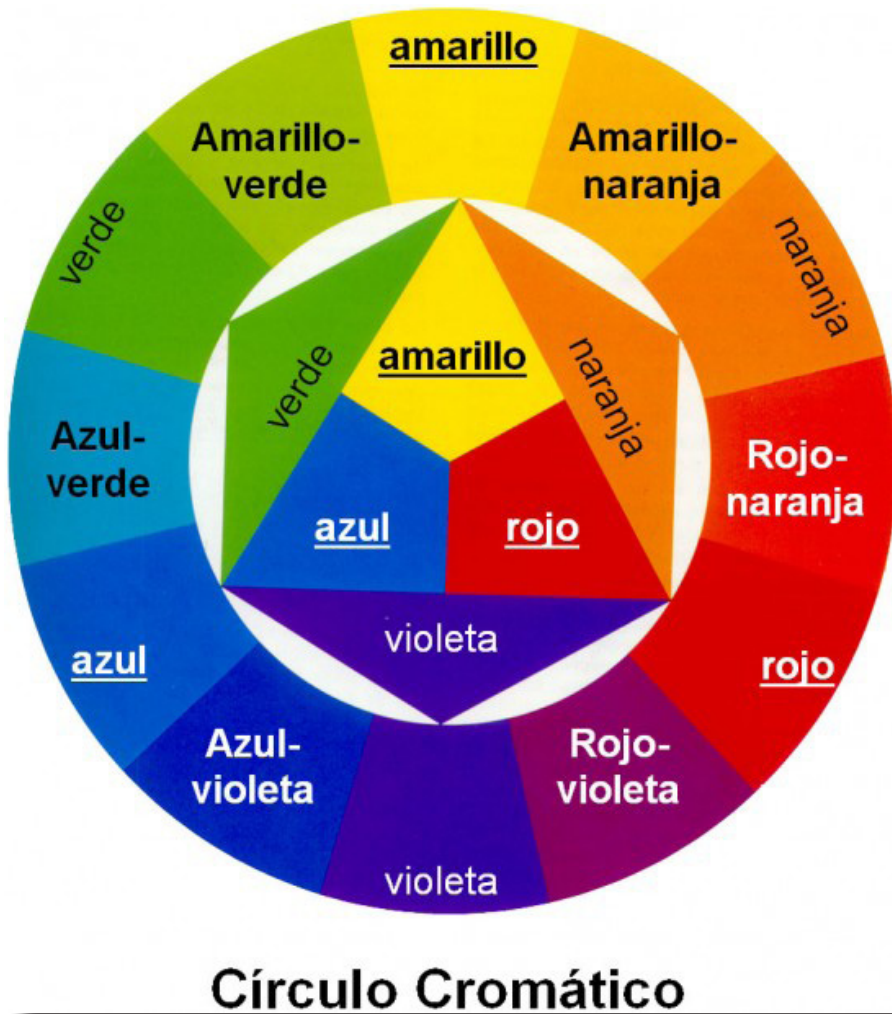 amarillo
Amarillo-
verde
Amarillo-
naranja
verde
naranja
amarillo
verde
naranja
Azul-
verde
Rojo-
naranja
azul
rojo
violeta
azul
rojo
Azul-
violeta
Rojo-
violeta
violeta
Círculo Cromático